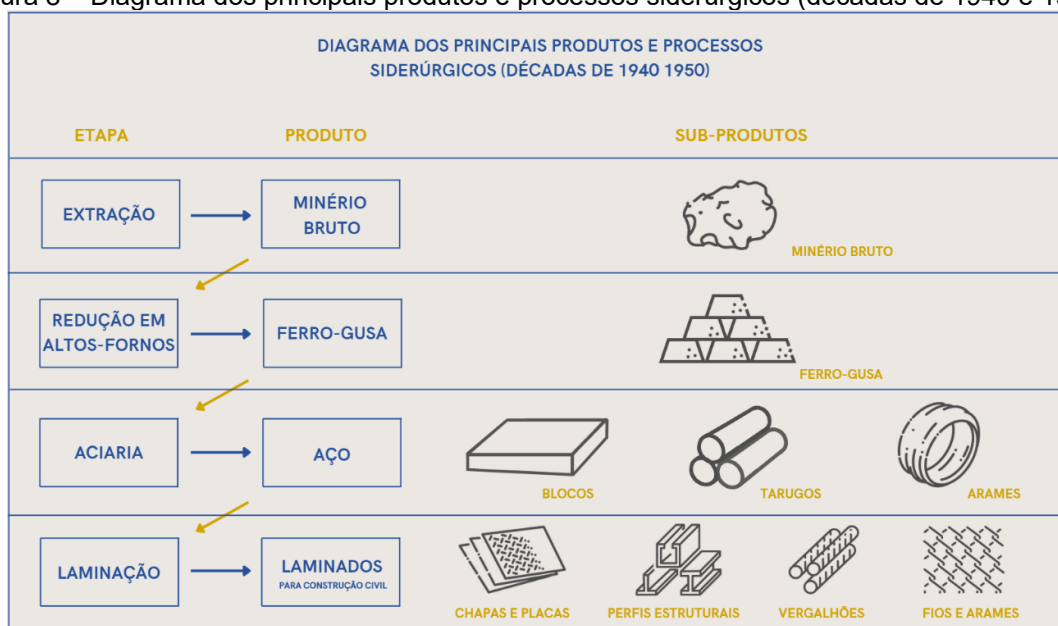 DIAGRAMA DOS PRINCIPAIS PRODUTOS E PROCESSOS
SIDERÚRGICOS (DÉCADAS DE 1940 1950)
ETAPA
PRODUTO
SUB-PRODUTOS
EXTRAÇÃO
MINÉRIO
BRUTO
MINÉRIO BRUTO
REDUÇÃO EM
ALTOS-FORNOS
FERRO-GUSA
FERRO-GUSA
ACIARIA
AÇO
BLOCOS
TARUGOS
ARAMES
LAMINAÇÃO
LAMINADOS
PARA CONSTRUÇÃO CIVIL
CHAPAS E PLACAS
PERFIS ESTRUTURAIS
VERGALHÕES
FIOS E ARAMES